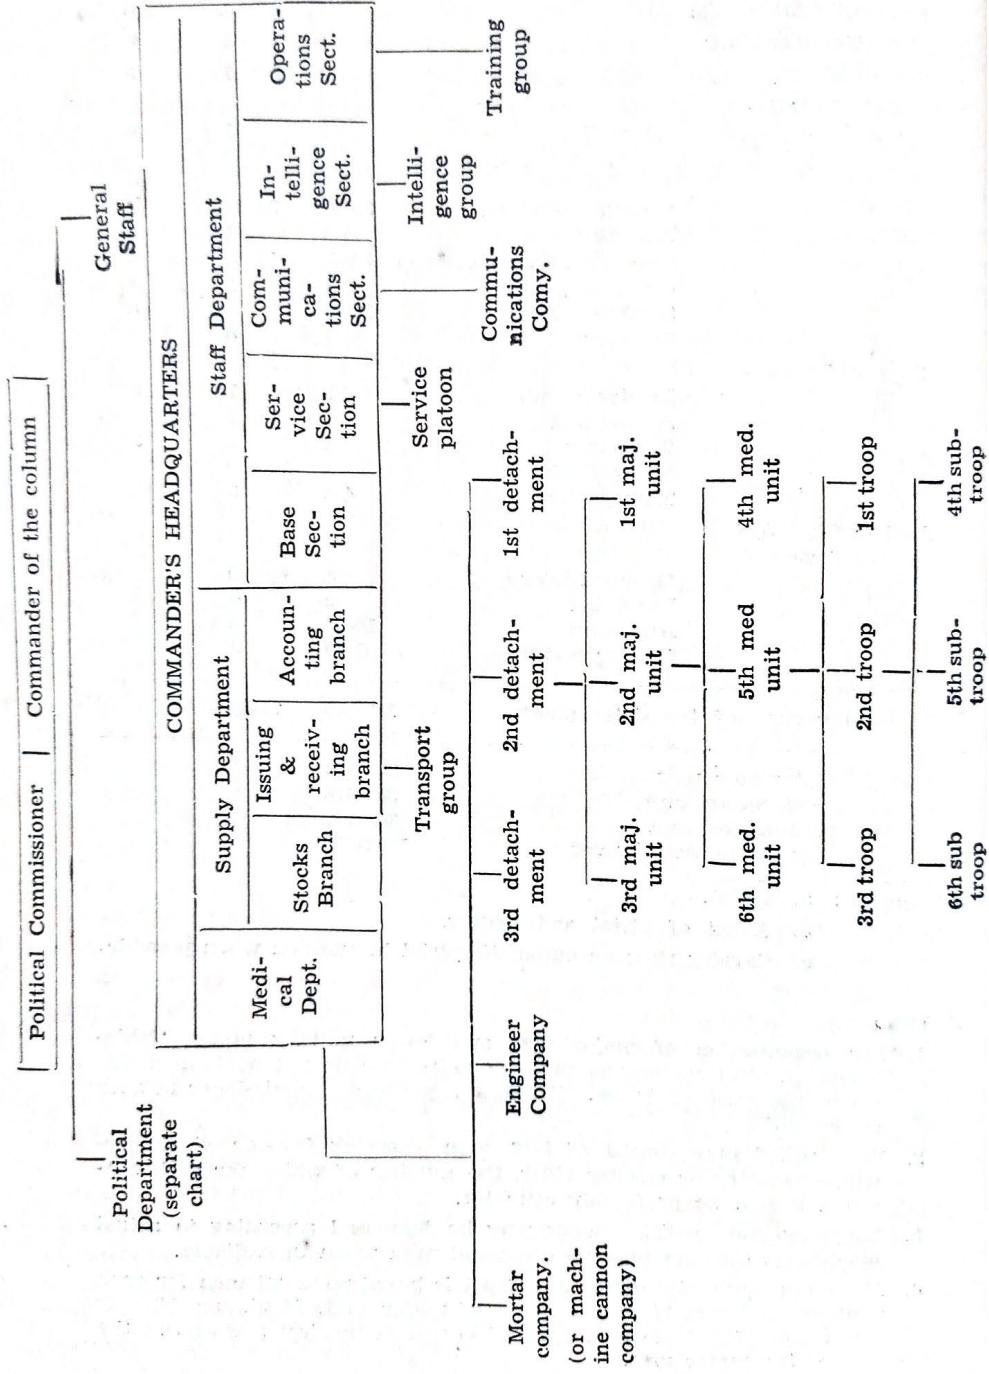 Political Commissioner | Commander of the column
Political
Department
(separate
chart)
General
Staff
COMMANDER'S HEADQUARTERS
Medi-
cal
Dept.
Supply Department
Stocks
Branch
Issuing
&
receiv-
ing
branch
Accoun-
ting
branch
Staff Department
Base
Sec-
tion
Ser-
vice
Sec-
tion
Com-
muni-
ca-
tions
Sect.
In-
telli-
gence
Sect.
Opera-
tions
Sect.
Transport
group
Service
platoon
Commu-
nications
Comy.
Intelli-
gence
group
Training
group
Mortar
company,
(or mach-
ine cannon
company)
Engineer
Company
3rd detach-
ment
2nd detach-
ment
1st detach-
ment
3rd maj.
unit
2nd maj.
unit
1st maj.
unit
6th med.
unit
5th med
unit
4th med.
unit
3rd troop
2nd troop
1st troop
6th sub
troop
5th sub-
troop
4th sub-
troop